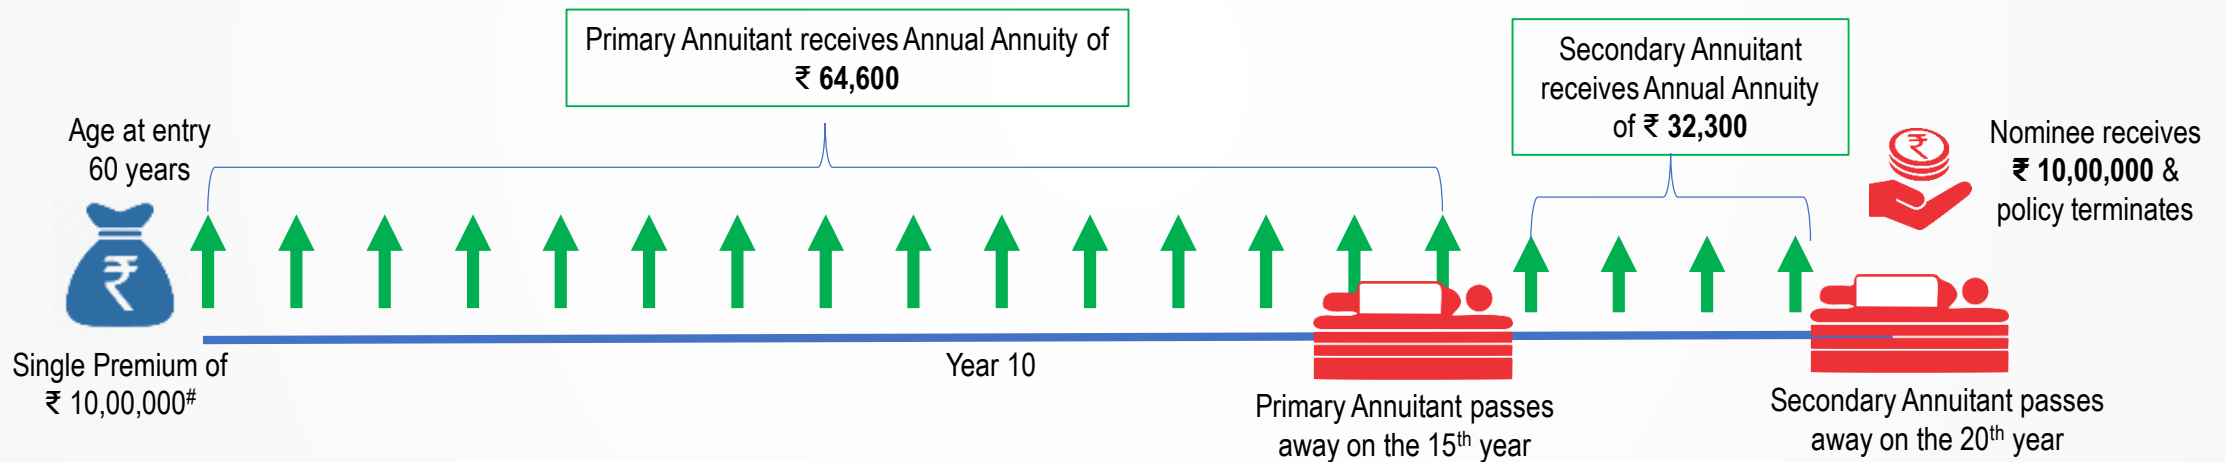 Primary Annuitant receives Annual Annuity of
₹ 64,600
Secondary Annuitant
receives Annual Annuity
of ₹ 32,300
Age at entry
60 years
Nominee receives
₹ 10,00,000 &
policy terminates
Single Premium of
₹ 10,00,000#
Year 10
Primary Annuitant passes
away on the 15th year
Secondary Annuitant passes
away on the 20th year